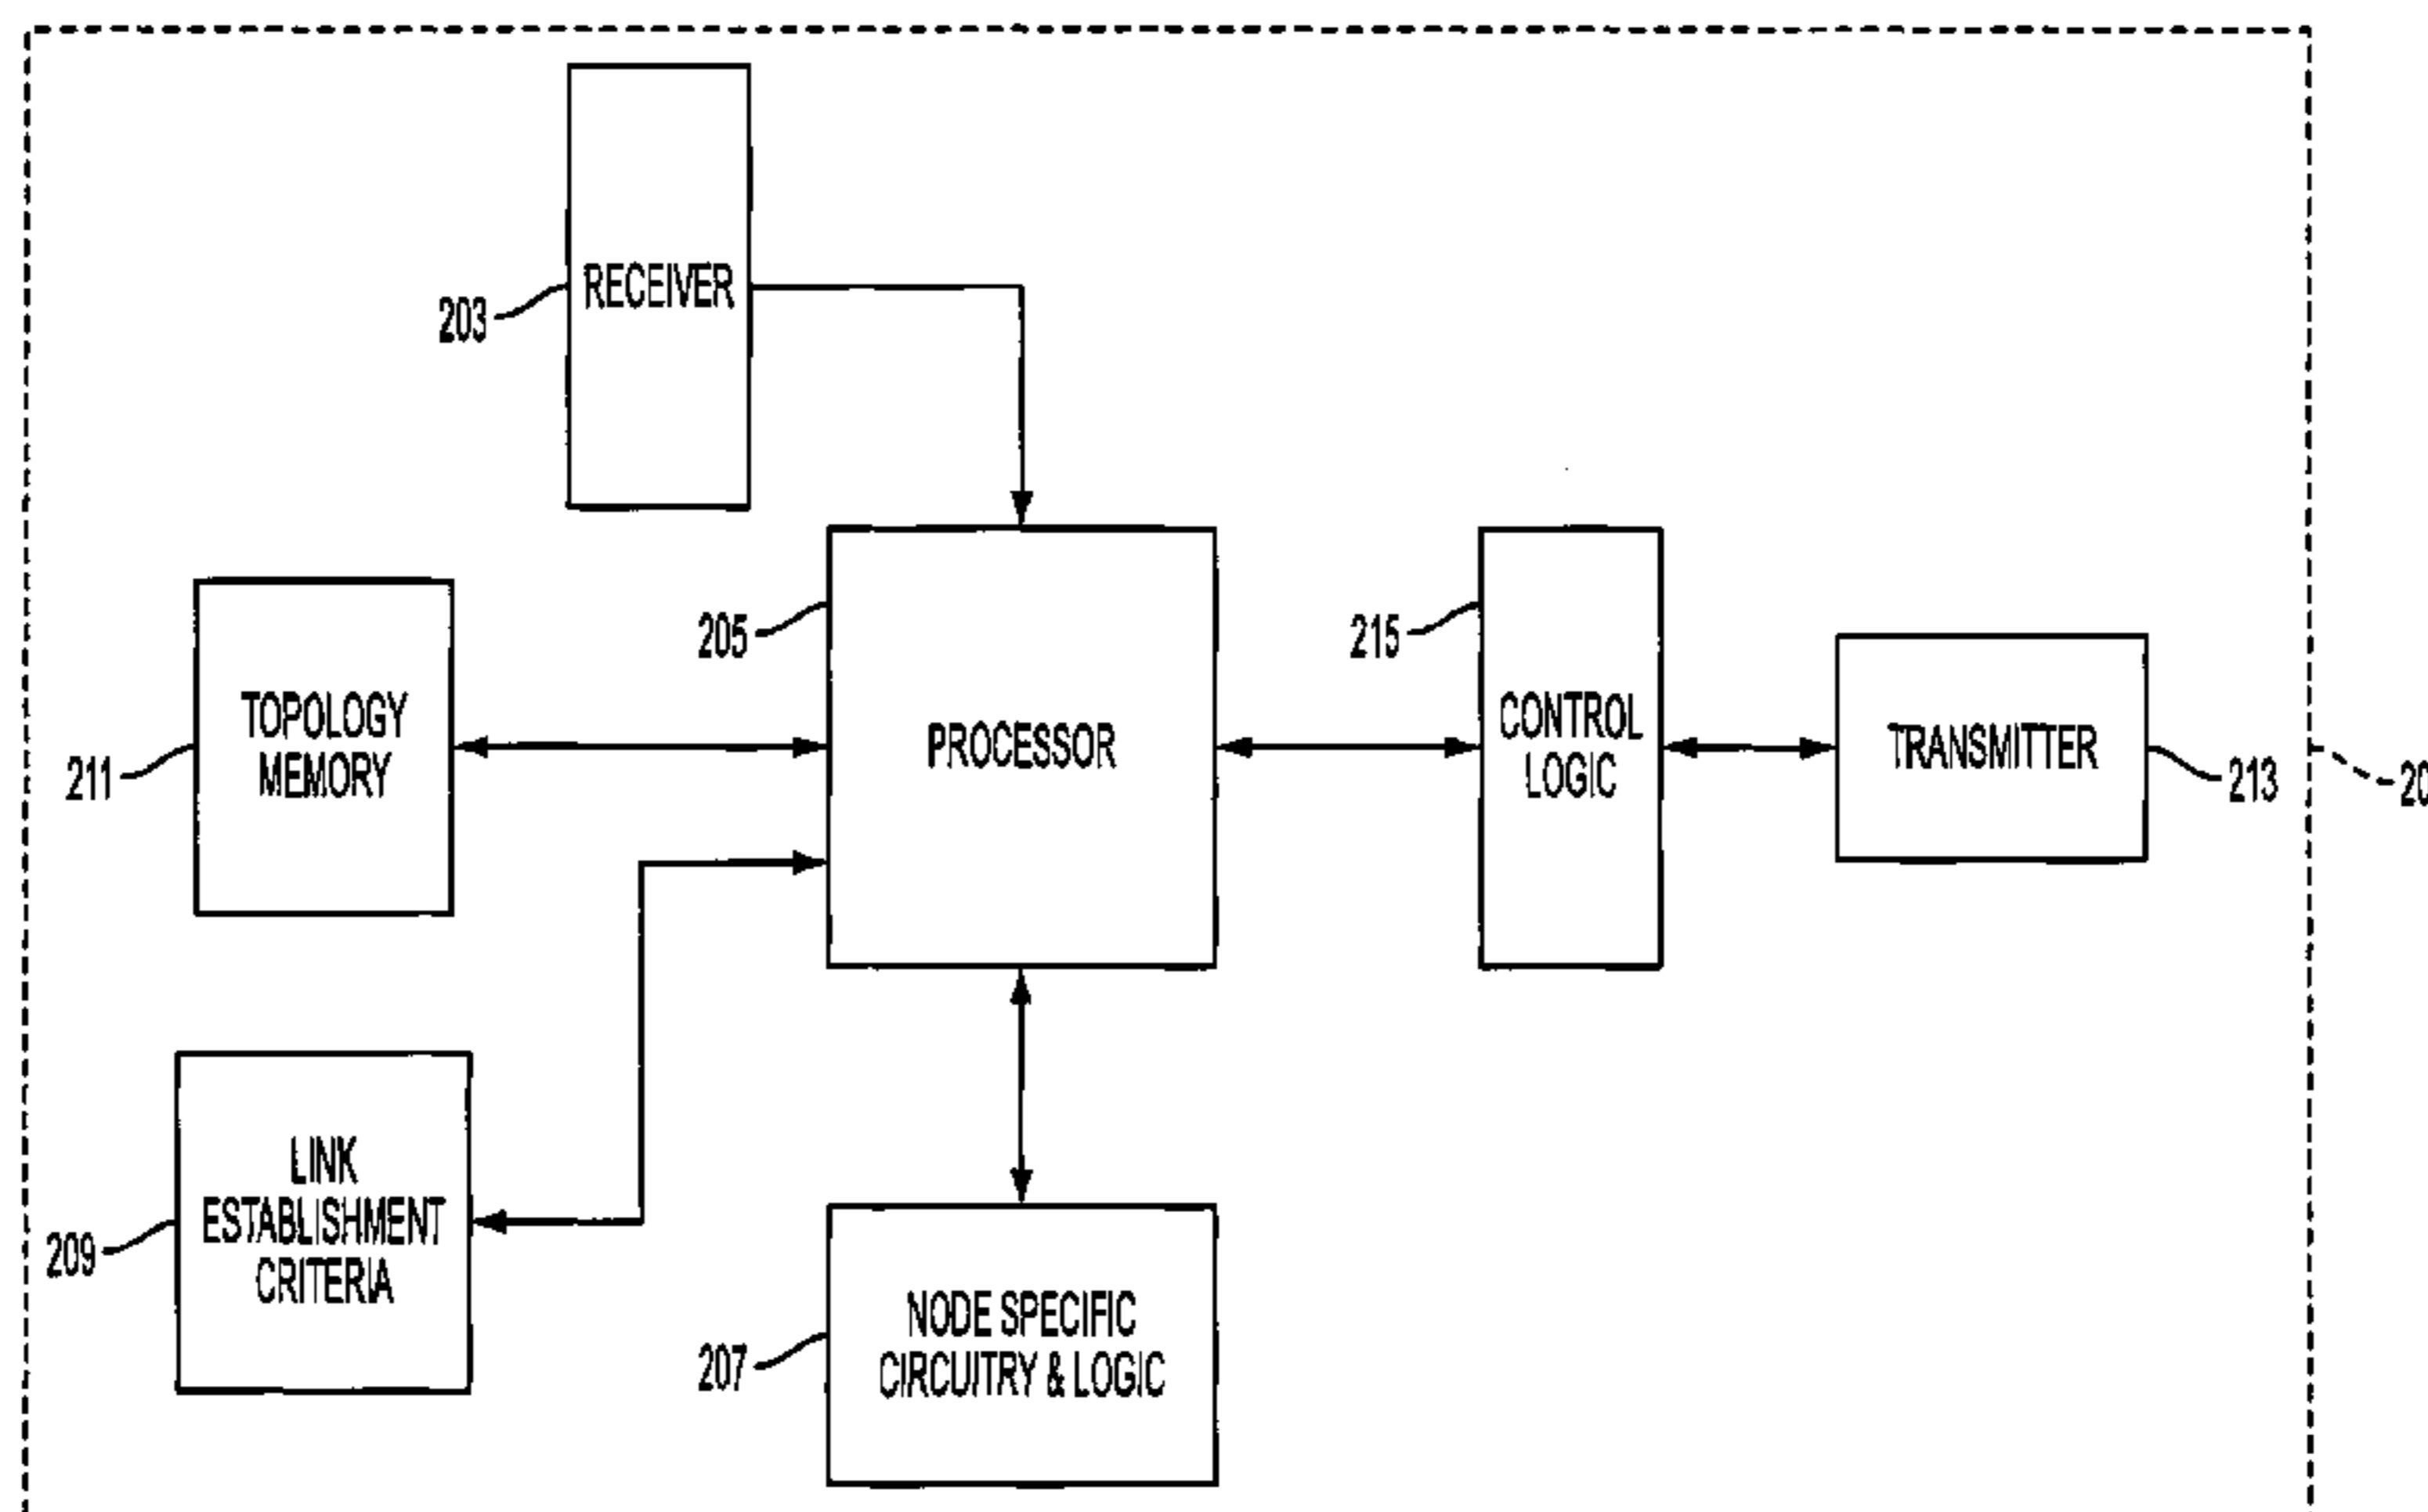 RECEIVER
203
205
215
TOPOLOGY
MEMORY
211
PROCESSOR
CONTROL
LOGIC
TRANSMITTER
213
20
LINK
ESTABLISHMENT
CRITERIA
209
NODE SPECIFIC
CIRCUITRY & LOGIC
207